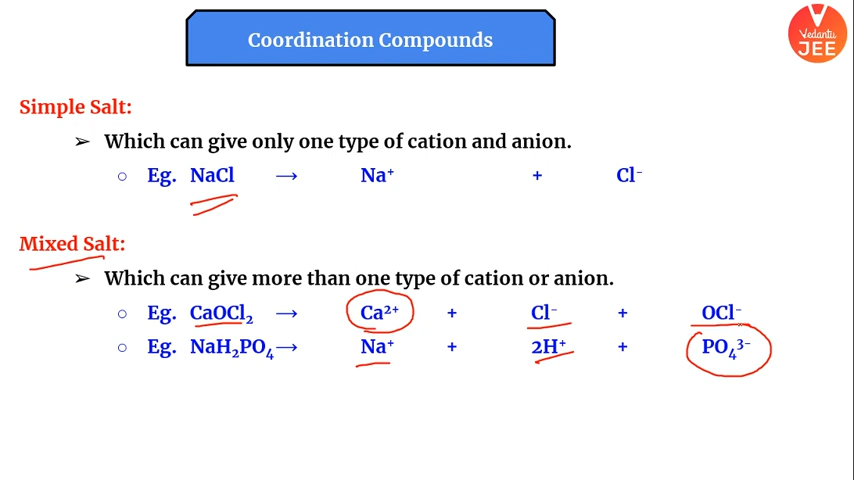 Coordination Compounds
Vedantu
JEE
Simple Salt:
➢ Which can give only one type of cation and anion.
○ Eg. NaCl ⟶ Na⁺ + Cl⁻
Mixed Salt:
➢ Which can give more than one type of cation or anion.
○ Eg. CaOCl₂ ⟶ Ca²⁺ + Cl⁻ + OCl⁻
○ Eg. NaH₂PO₄⟶ Na⁺ + 2H⁺ + PO₄³⁻